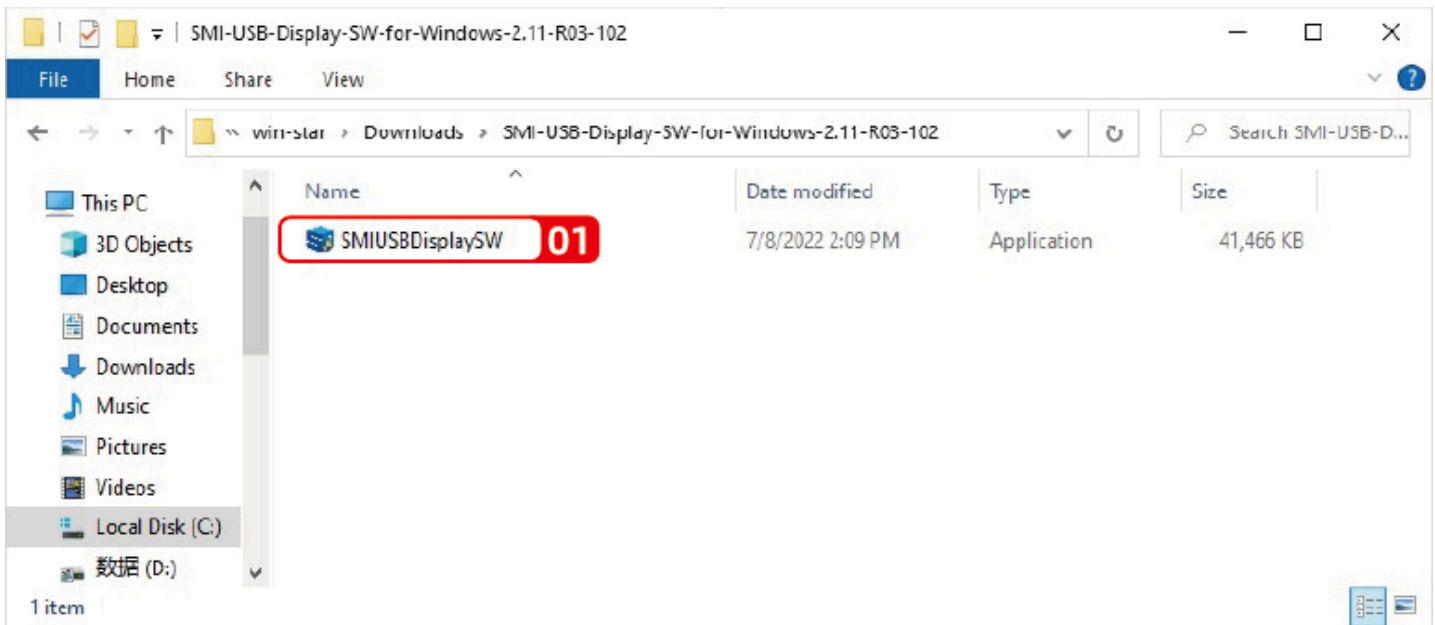 SMI-USB-Display-SW-for-Windows-2.11-R03-102
File Home Share View
win-star › Downloads › SMI-USB-Display-SW-for-Windows-2.11-R03-102 Search SMI-USB-D...
This PC
3D Objects
Desktop
Documents
Downloads
Music
Pictures
Videos
Local Disk (C:)
数据 (D:)
Name Date modified Type Size
SMIUSBDisplaySW 01 7/8/2022 2:09 PM Application 41,466 KB
1 item